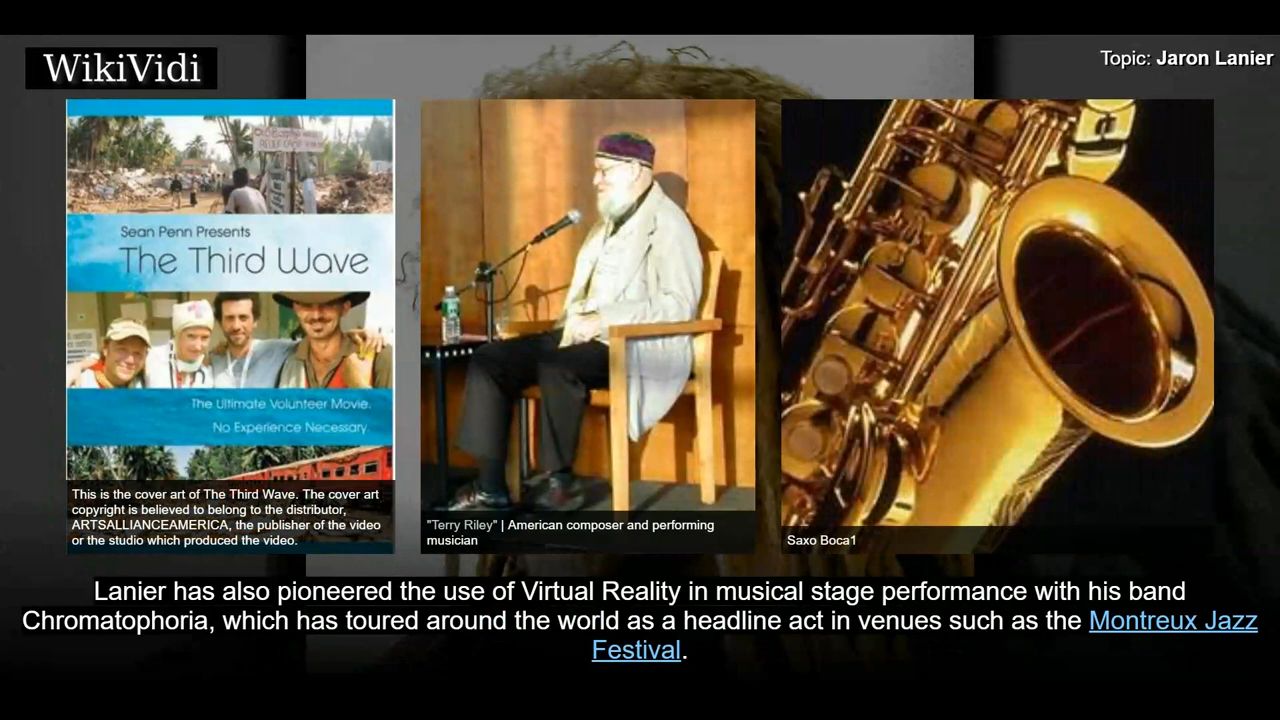 WikiVidi
Topic: Jaron Lanier
Sean Penn Presents
The Third Wave
The Ultimate Volunteer Movie.
No Experience Necessary.
This is the cover art of The Third Wave. The cover art
copyright is believed to belong to the distributor,
ARTSALLIANCEAMERICA, the publisher of the video
or the studio which produced the video.
"Terry Riley" | American composer and performing
musician
Saxo Boca1
Lanier has also pioneered the use of Virtual Reality in musical stage performance with his band
Chromatophoria, which has toured around the world as a headline act in venues such as the Montreux Jazz
Festival.